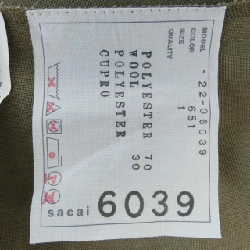 MODEL - 22-06039
COLOR 651
SIZE 1
QUALITY
POLYESTER 70
WOOL 30
POLYESTER
CUPRO
sacai 6039